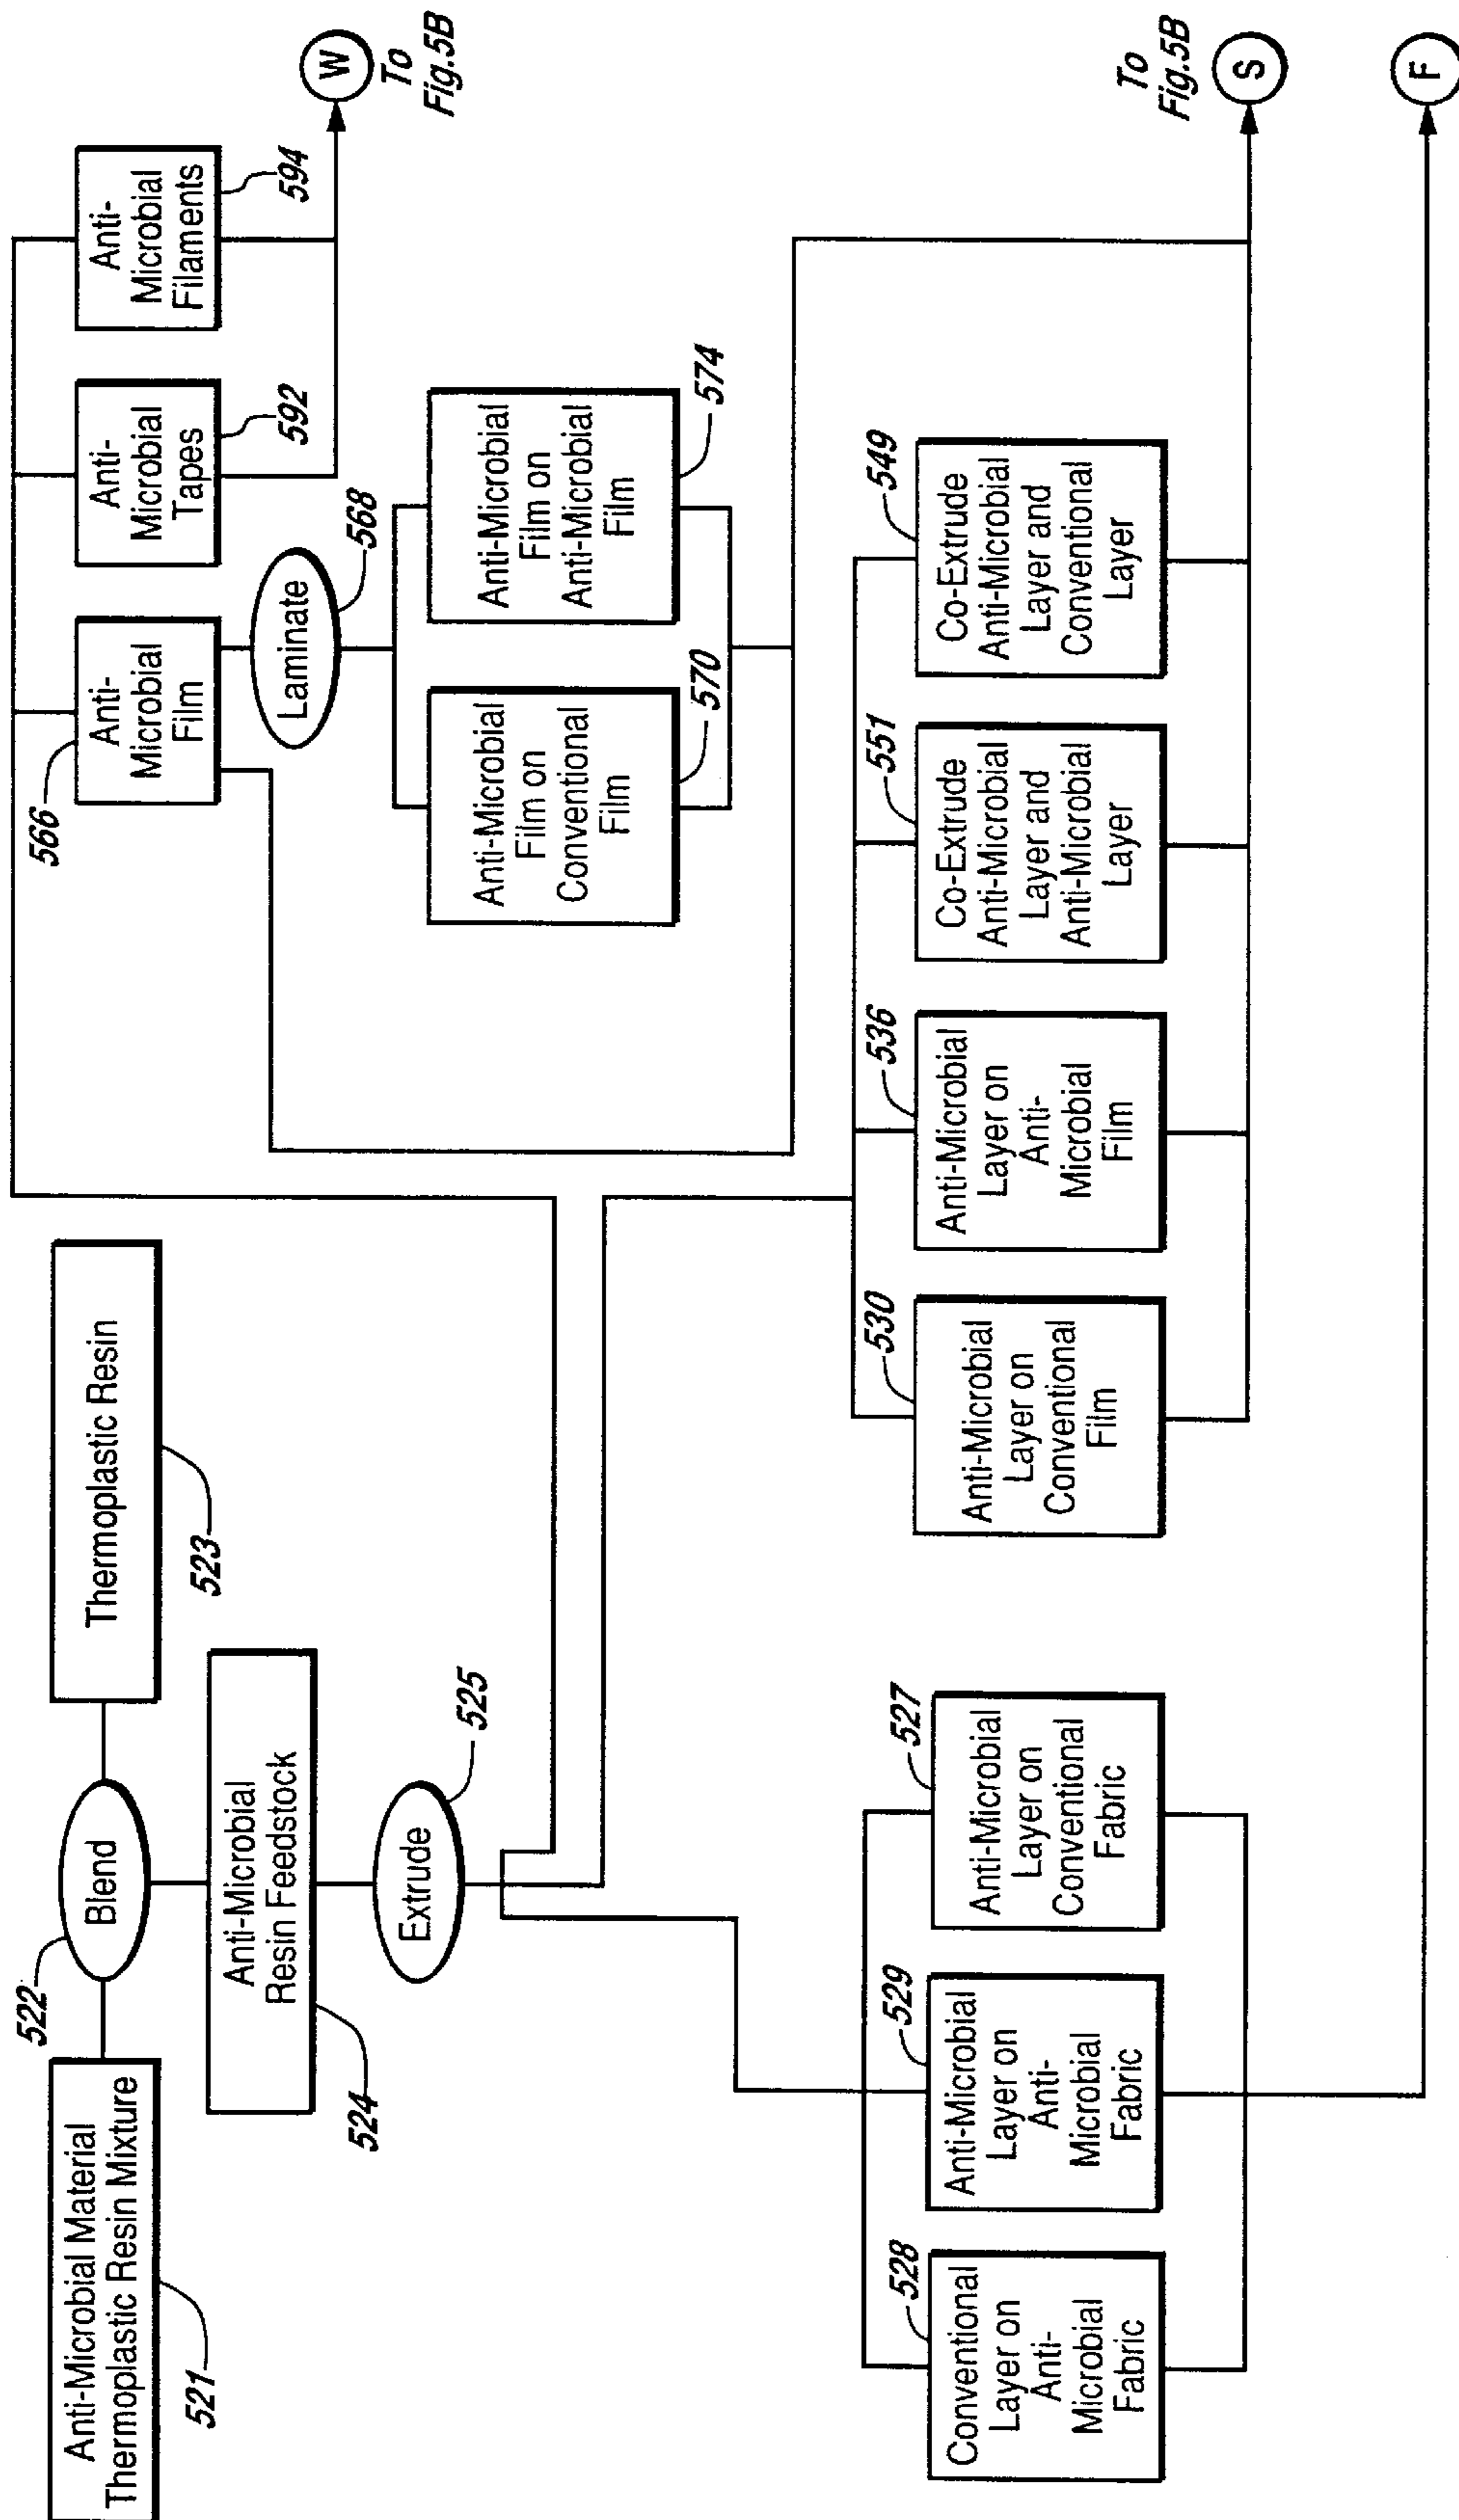 Anti-Microbial Material
Thermoplastic Resin Mixture
521
522
Blend
Thermoplastic Resin
523
Anti-Microbial
Resin Feedstock
524
Extrude
525
566
Anti-
Microbial
Film
Anti-
Microbial
Tapes
592
Anti-
Microbial
Filaments
594
W
To
Fig.5B
Laminate
568
Anti-Microbial
Film on
Conventional
Film
570
Anti-Microbial
Film on
Anti-Microbial
Film
574
528
Conventional
Layer on
Anti-
Microbial
Fabric
529
Anti-Microbial
Layer on
Anti-
Microbial
Fabric
527
Anti-Microbial
Layer on
Conventional
Fabric
530
Anti-Microbial
Layer on
Conventional
Film
536
Anti-Microbial
Layer on
Anti-
Microbial
Film
551
Co-Extrude
Anti-Microbial
Layer and
Anti-Microbial
Layer
549
Co-Extrude
Anti-Microbial
Layer and
Conventional
Layer
To
Fig.5B
S
F